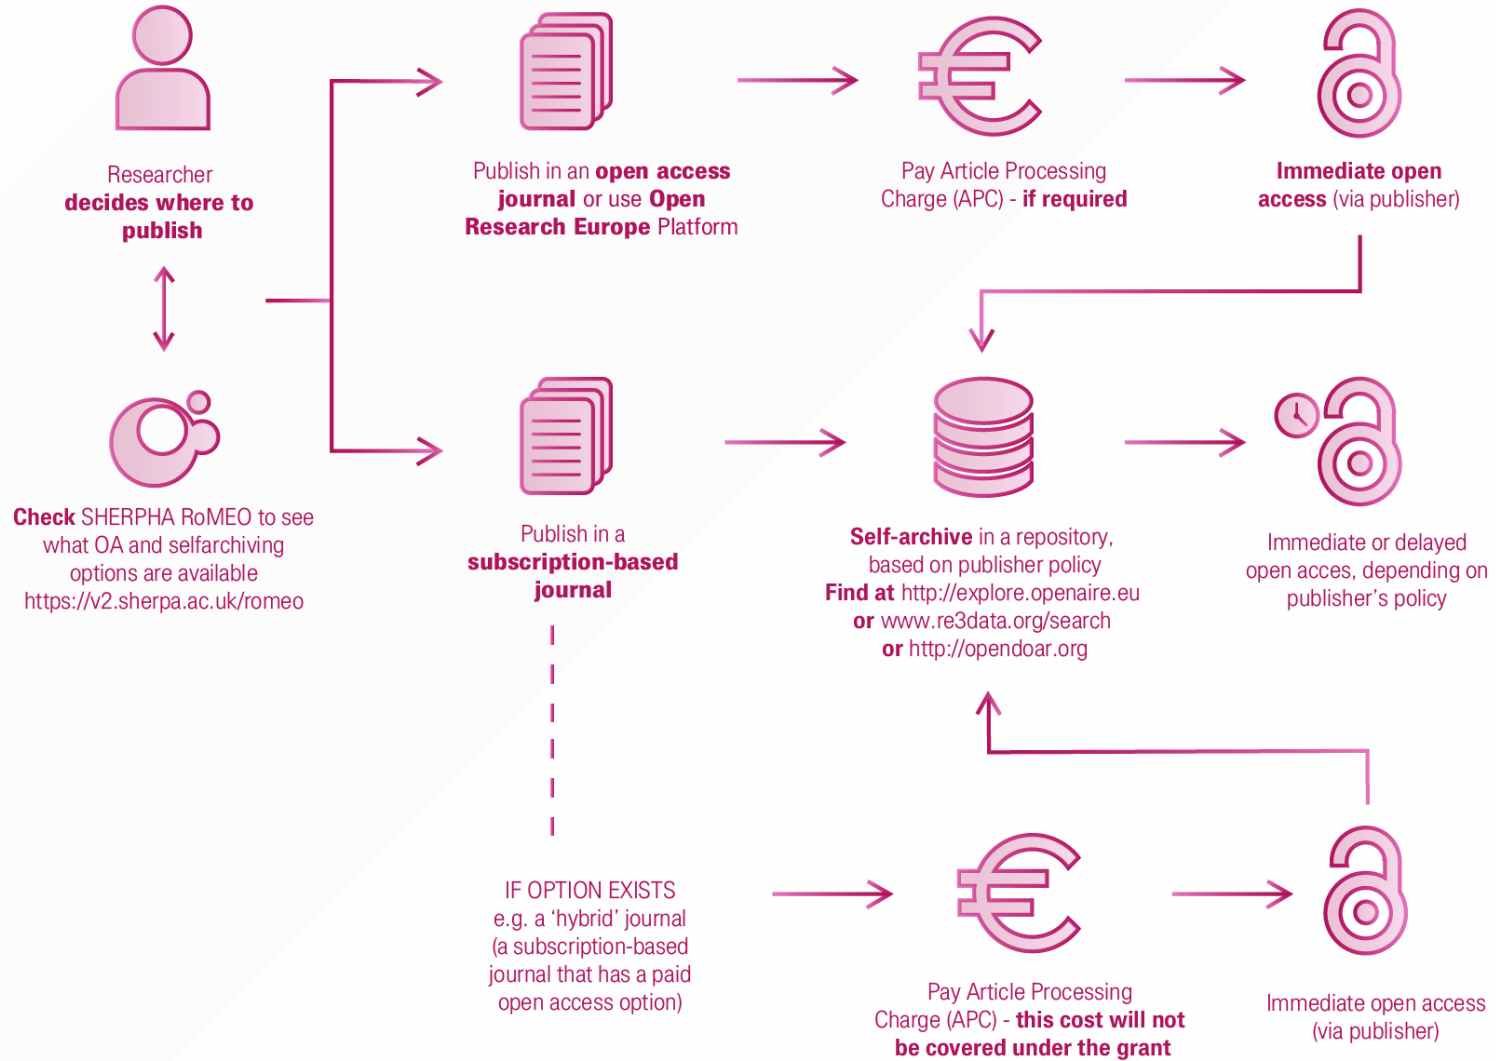 Researcher
decides where to
publish
Check SHERPHA RoMEO to see
what OA and selfarchiving
options are available
https://v2.sherpa.ac.uk/romeo
Publish in an open access
journal or use Open
Research Europe Platform
Pay Article Processing
Charge (APC) - if required
Immediate open
access (via publisher)
Publish in a
subscription-based
journal
Self-archive in a repository,
based on publisher policy
Find at http://explore.openaire.eu
or www.re3data.org/search
or http://opendoar.org
Immediate or delayed
open acces, depending on
publisher's policy
IF OPTION EXISTS
e.g. a ‘hybrid’ journal
(a subscription-based
journal that has a paid
open access option)
Pay Article Processing
Charge (APC) - this cost will not
be covered under the grant
Immediate open access
(via publisher)